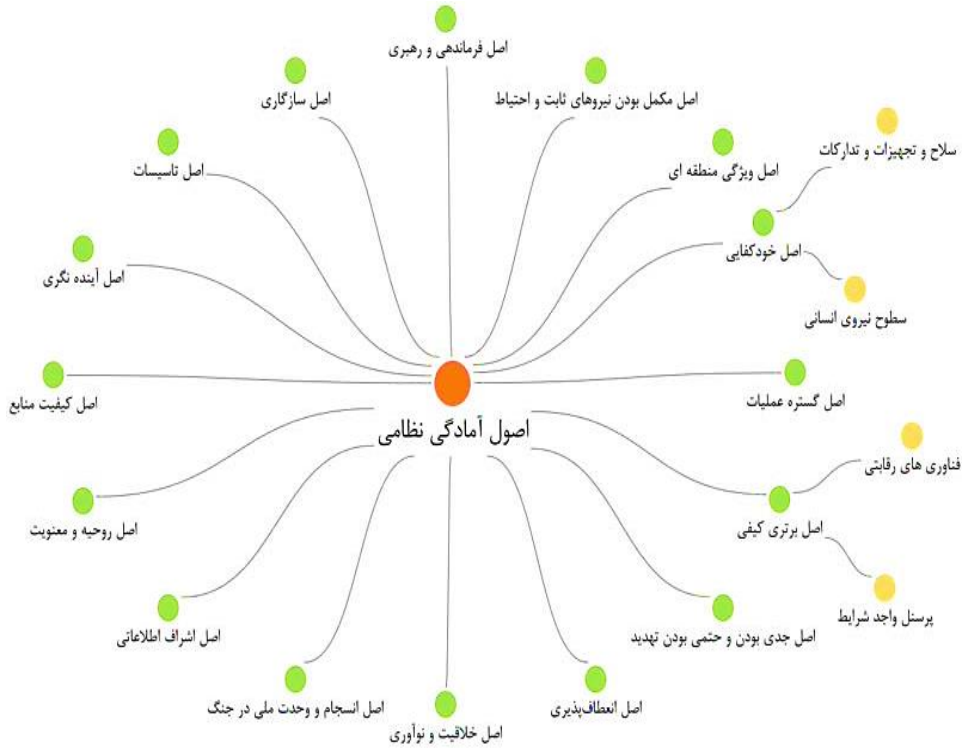 اصل فرماندهی و رهبری
اصل مکمل بودن نیروهای ثابت و احتیاط
اصل سازگاری
سلاح و تجهیزات و تدارکات
اصل ویژگی منطقه ای
اصل تاسیسات
اصل خودکفایی
اصل آینده نگری
سطوح نیروی انسانی
اصل گستره عملیات
اصل کیفیت منابع
اصول آمادگی نظامی
فناوری های رقابتی
اصل برتری کیفی
اصل روحیه و معنویت
پرسنل واجد شرایط
اصل جدی بودن و حتمی بودن تهدید
اصل اشراف اطلاعاتی
اصل انعطاف‌پذیری
اصل انسجام و وحدت ملی در جنگ
اصل خلاقیت و نوآوری